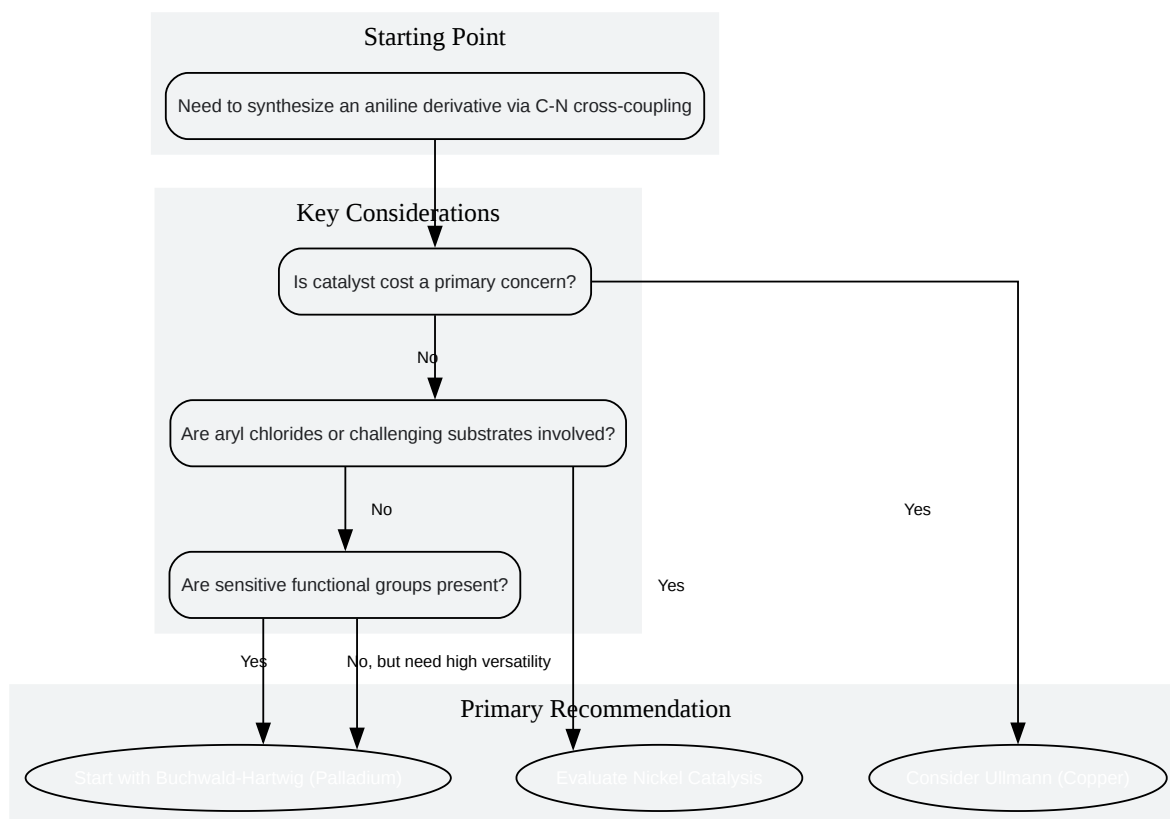 Starting Point
Need to synthesize an aniline derivative via C-N cross-coupling
Key Considerations
Is catalyst cost a primary concern?
No
Are aryl chlorides or challenging substrates involved?
No
Yes
Are sensitive functional groups present?
Yes
Yes
No, but need high versatility
Primary Recommendation
Start with Buchwald-Hartwig (Palladium)
Evaluate Nickel Catalysis
Consider Ullmann (Copper)